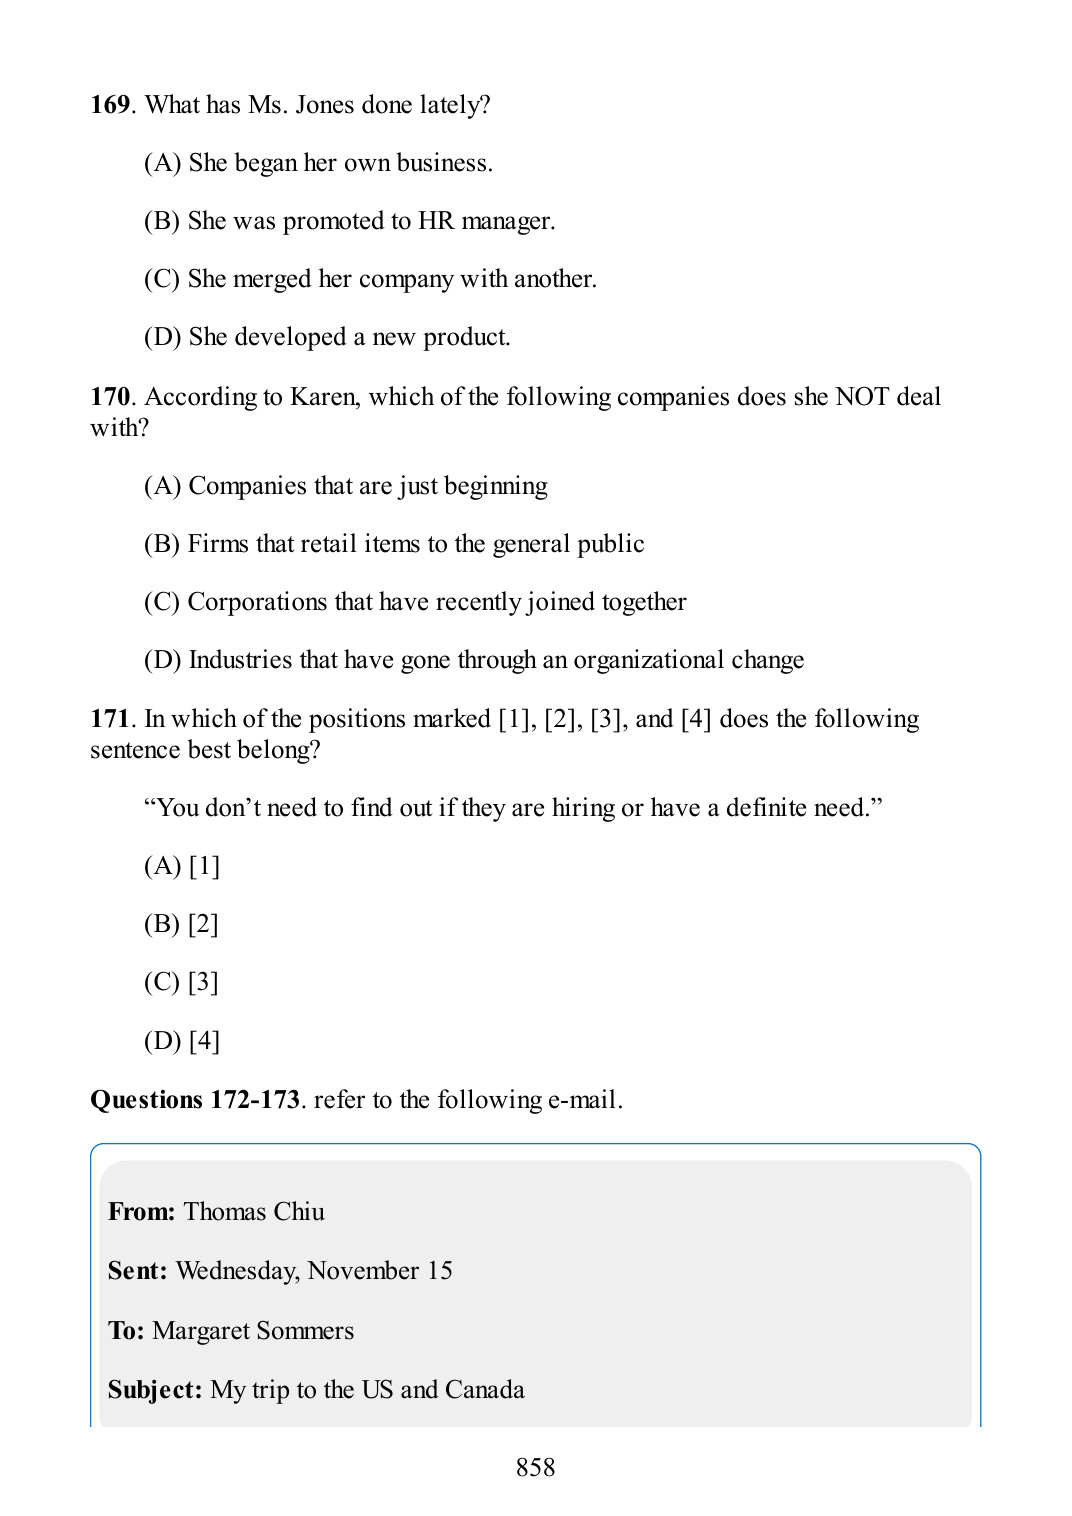 169. What has Ms. Jones done lately?
(A) She began her own business.
(B) She was promoted to HR manager.
(C) She merged her company with another.
(D) She developed a new product.
170. According to Karen, which of the following companies does she NOT deal
with?
(A) Companies that are just beginning
(B) Firms that retail items to the general public
(C) Corporations that have recently joined together
(D) Industries that have gone through an organizational change
171. In which of the positions marked [1], [2], [3], and [4] does the following
sentence best belong?
“You don’t need to find out if they are hiring or have a definite need.”
(A) [1]
(B) [2]
(C) [3]
(D) [4]
Questions 172-173. refer to the following e-mail.
From: Thomas Chiu
Sent: Wednesday, November 15
To: Margaret Sommers
Subject: My trip to the US and Canada
858